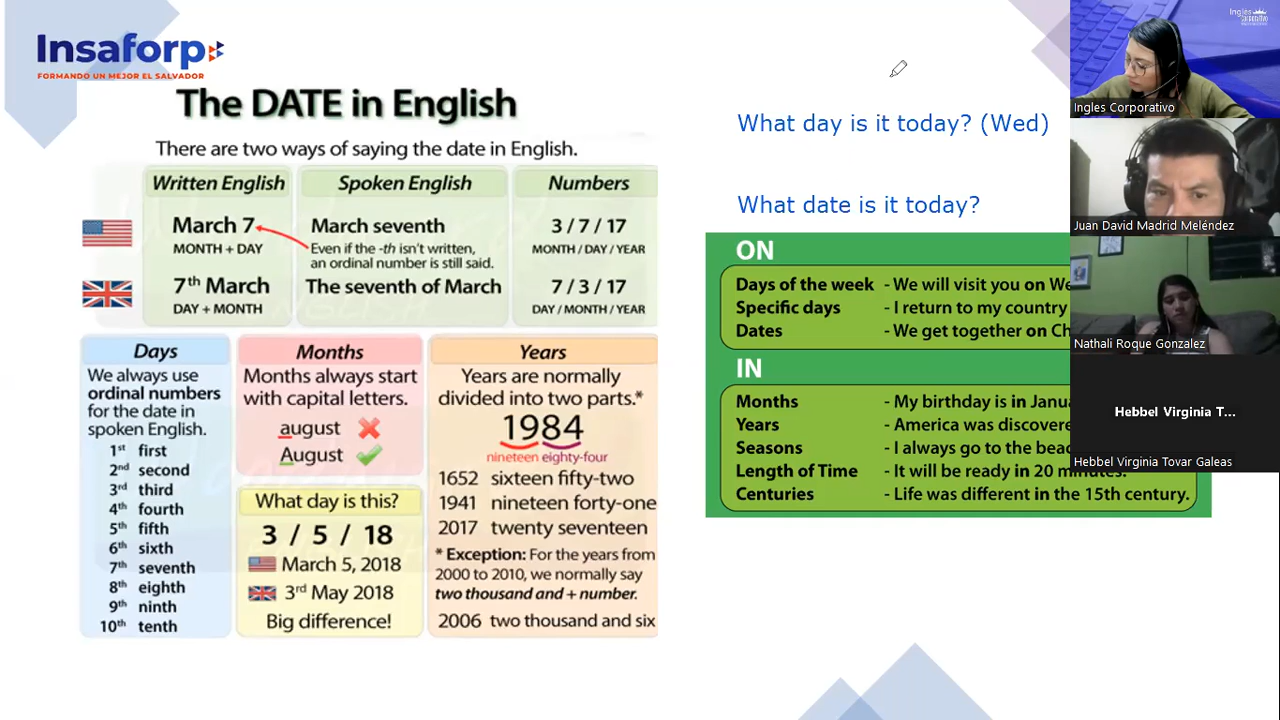 Insaforp
FORMANDO UN MEJOR EL SALVADOR
The DATE in English
There are two ways of saying the date in English.
Written English Spoken English Numbers
March 7 March seventh 3 / 7 / 17
MONTH + DAY Even if the -th isn't written, MONTH / DAY / YEAR
an ordinal number is still said.
7th March The seventh of March 7 / 3 / 17
DAY + MONTH DAY / MONTH / YEAR
Days
We always use
ordinal numbers
for the date in
spoken English.
1st first
2nd second
3rd third
4th fourth
5th fifth
6th sixth
7th seventh
8th eighth
9th ninth
10th tenth
Months
Months always start
with capital letters.
august
August
What day is this?
3 / 5 / 18
March 5, 2018
3rd May 2018
Big difference!
Years
Years are normally
divided into two parts.*
1984
nineteen eighty-four
1652 sixteen fifty-two
1941 nineteen forty-one
2017 twenty seventeen
* Exception: For the years from
2000 to 2010, we normally say
two thousand and + number.
2006 two thousand and six
What day is it today? (Wed)
What date is it today?
ON
Days of the week - We will visit you on We
Specific days - I return to my country
Dates - We get together on Ch
IN
Months - My birthday is in Janua
Years - America was discovere
Seasons - I always go to the bea
Length of Time - It will be ready in 20 minutes.
Centuries - Life was different in the 15th century.
Ingles Corporativo
Juan David Madrid Meléndez
Nathali Roque Gonzalez
Hebbel Virginia T...
Hebbel Virginia Tovar Galeas